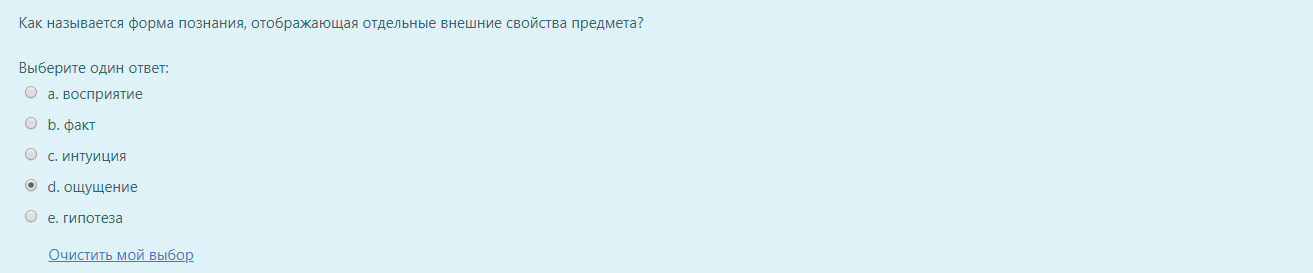 Как называется форма познания, отображающая отдельные внешние свойства предмета?
Выберите один ответ:
a. восприятие
b. факт
c. интуиция
d. ощущение
e. гипотеза
Очистить мой выбор